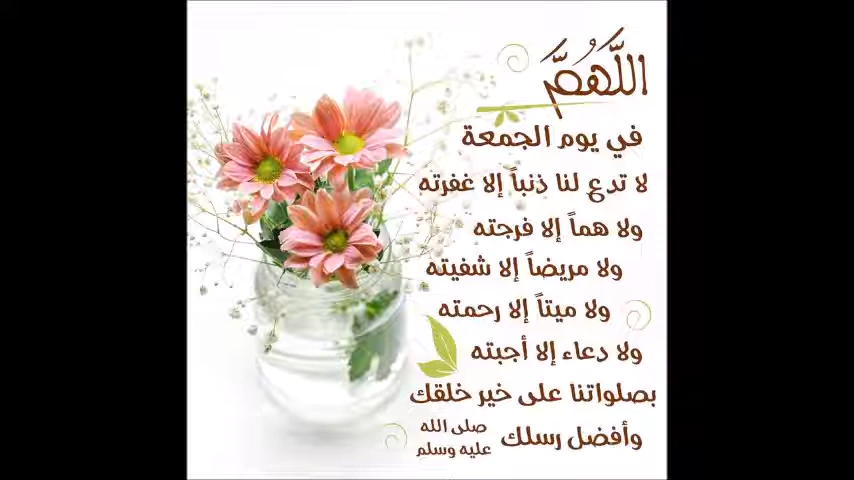 اللَّهُمَّ
في يوم الجمعة
لا تدع لنا ذنباً إلا غفرته
ولا هماً إلا فرجته
ولا مريضاً إلا شفيته
ولا ميتاً إلا رحمته
ولا دعاء إلا أجبته
بصلواتنا على خير خلقك
وأفضل رسلك صلى الله عليه وسلم